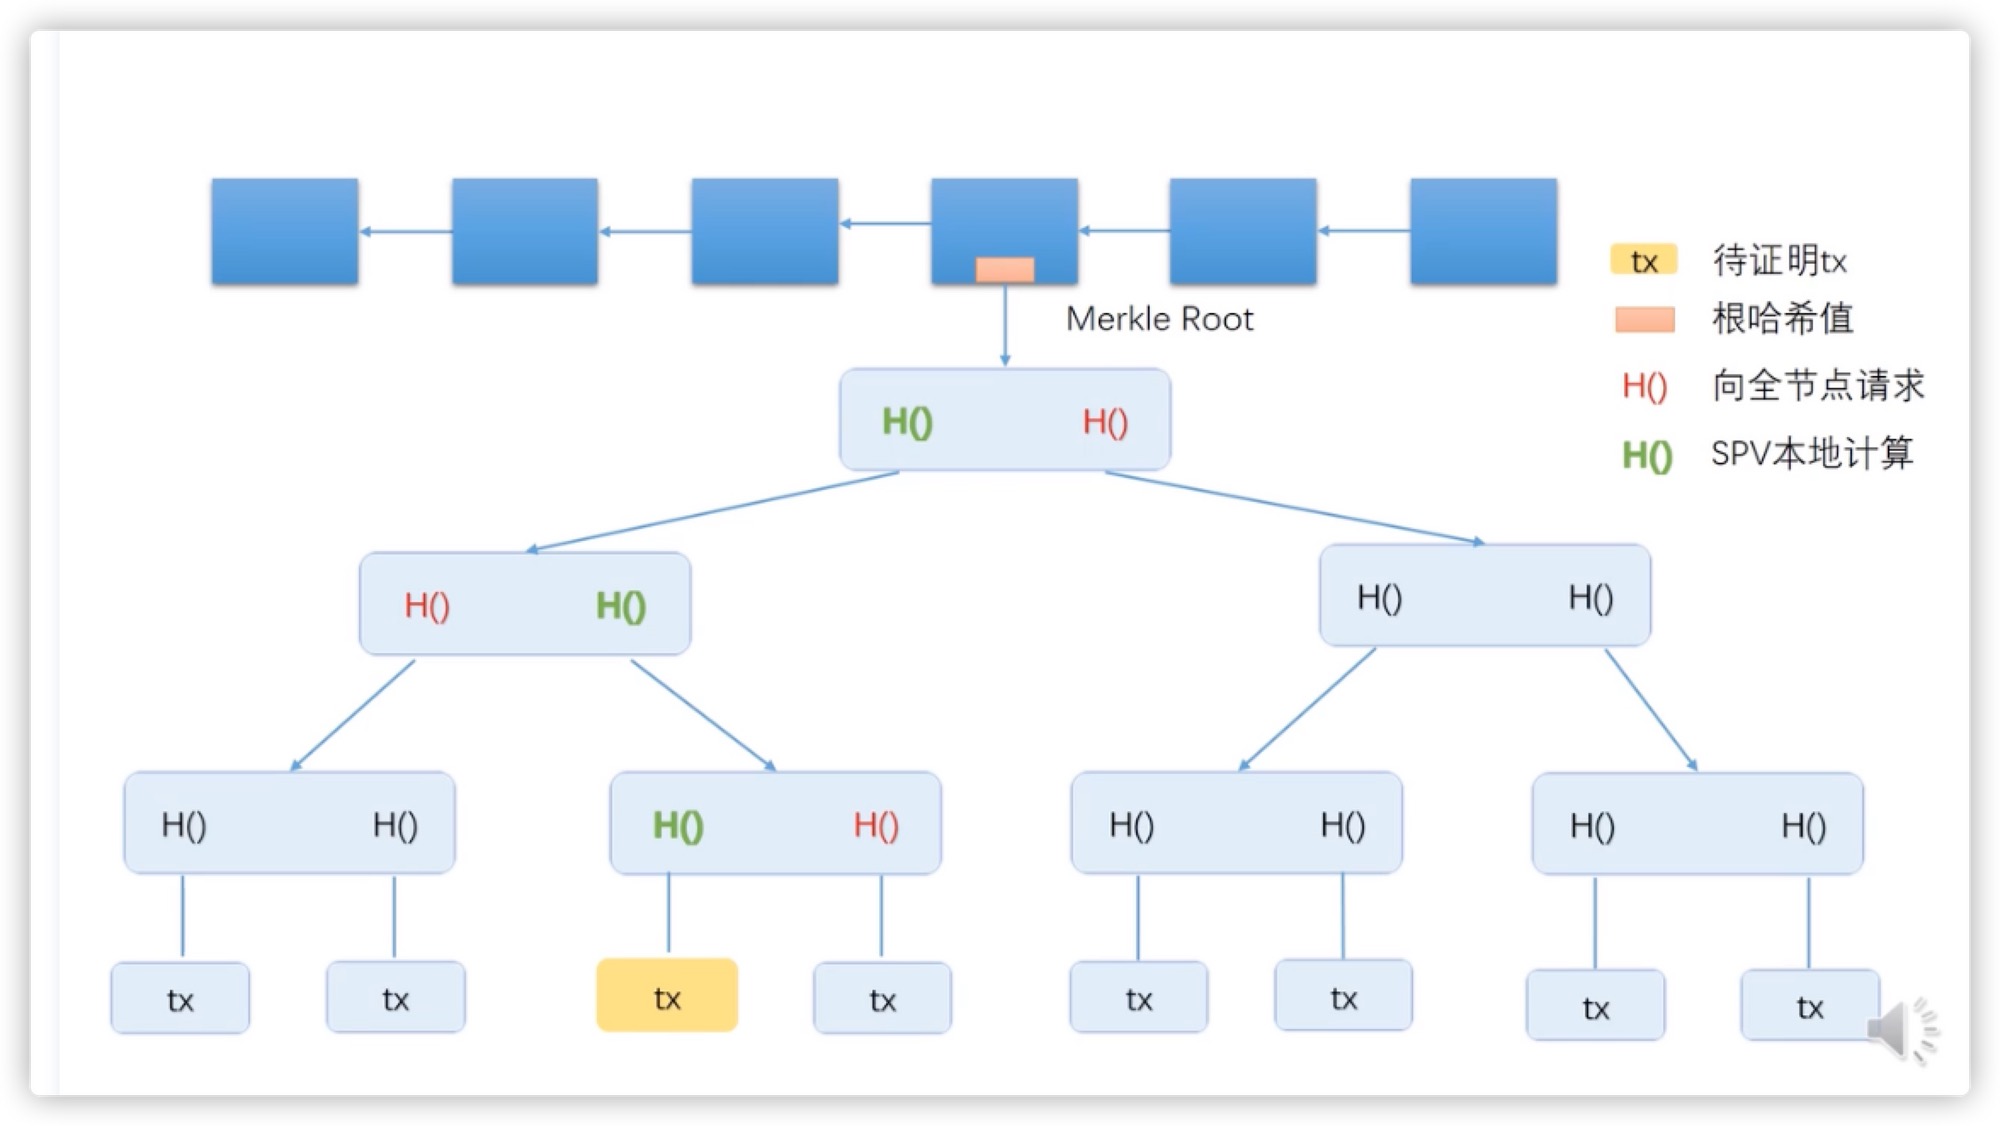 tx 待证明tx
根哈希值
Merkle Root
H() 向全节点请求
H() H()
H() SPV本地计算
H() H() H() H()
H() H() H() H() H() H() H() H()
tx tx tx tx tx tx tx tx